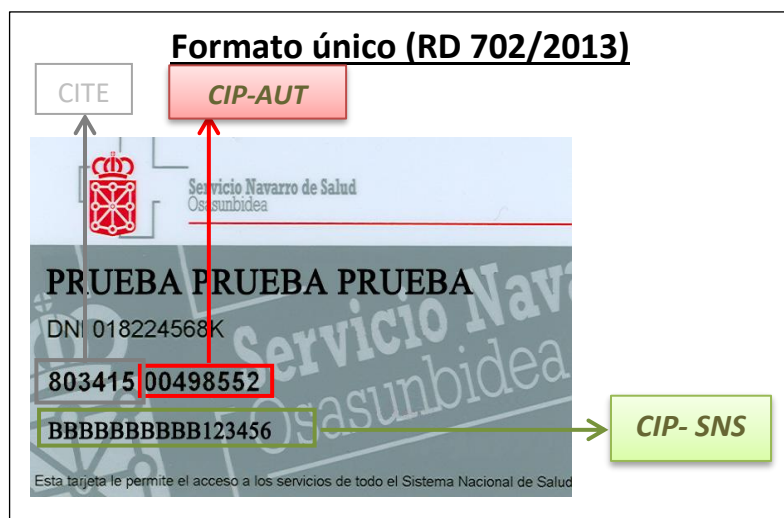 Formato único (RD 702/2013)
CITE
CIP-AUT
Servicio Navarro de Salud
Osasunbidea
PRUEBA PRUEBA PRUEBA
DNI 018224568K
803415 00498552
BBBBBBBBBB123456
CIP- SNS
Servicio Nav
Osasunbidea
Esta tarjeta le permite el acceso a los servicios de todo el Sistema Nacional de Salud